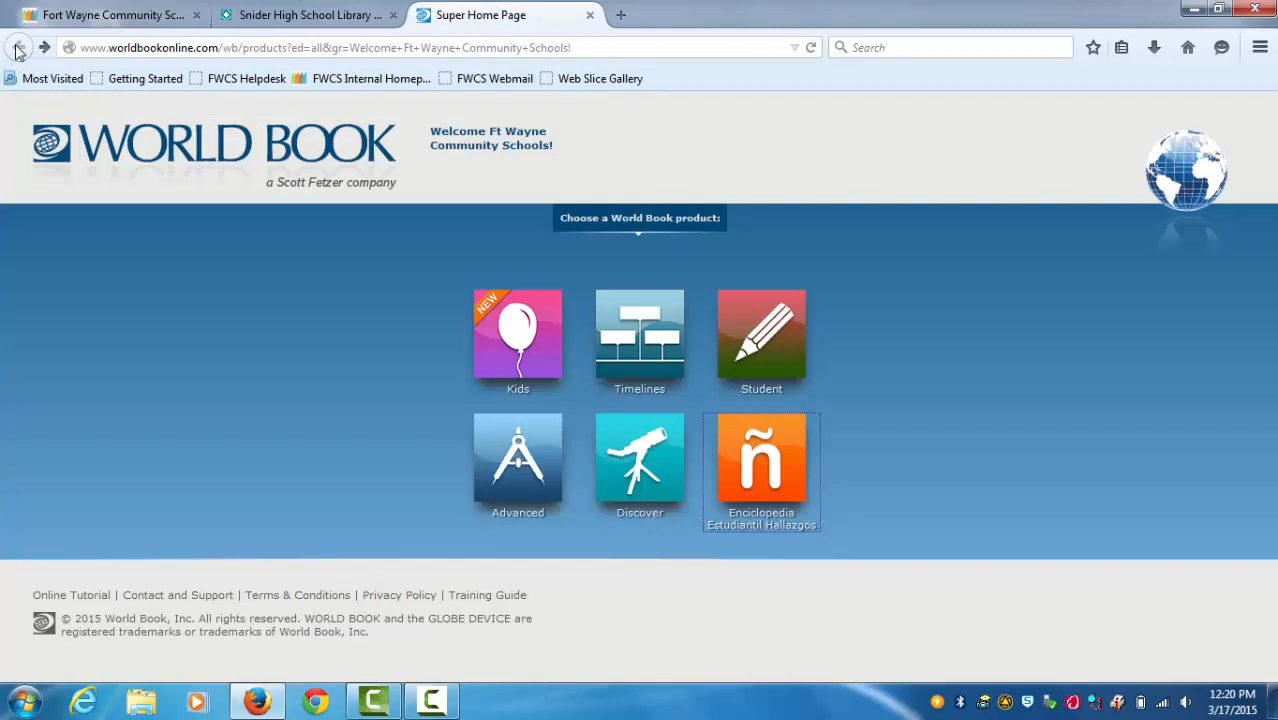 Fort Wayne Community Sc...
Snider High School Library ...
Super Home Page
www.worldbookonline.com/wb/products?ed=all&gr=Welcome+Ft+Wayne+Community+Schools!
Search
Most Visited
Getting Started
FWCS Helpdesk
FWCS Internal Homep...
FWCS Webmail
Web Slice Gallery
WORLD BOOK
a Scott Fetzer company
Welcome Ft Wayne
Community Schools!
Choose a World Book product:
NEW
Kids
Timelines
Student
ñ
Advanced
Discover
Enciclopedia
Estudiantil Hallazgos
Online Tutorial | Contact and Support | Terms & Conditions | Privacy Policy | Training Guide
© 2015 World Book, Inc. All rights reserved. WORLD BOOK and the GLOBE DEVICE are
registered trademarks or trademarks of World Book, Inc.
12:20 PM
3/17/2015